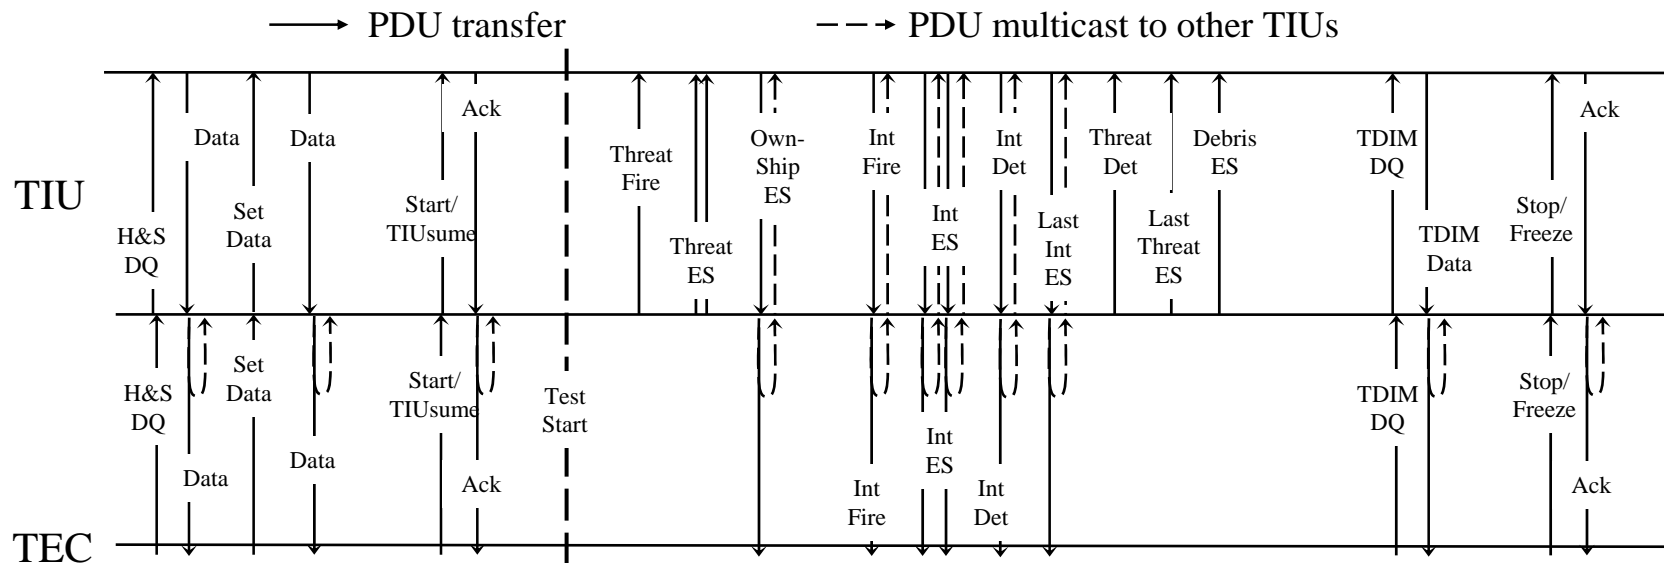 PDU transfer
PDU multicast to other TIUs
TIU
H&S
DQ
Data
Set
Data
Data
Start/
TIUsume
Ack
Threat
Fire
Threat
ES
Own-
Ship
ES
Int
Fire
Int
ES
Int
Det
Last
Int
ES
Threat
Det
Last
Threat
ES
Debris
ES
TDIM
DQ
TDIM
Data
Stop/
Freeze
Ack
H&S
DQ
Data
Set
Data
Data
Start/
TIUsume
Ack
Test
Start
Int
Fire
Int
ES
Int
Det
TDIM
DQ
Stop/
Freeze
Ack
TEC